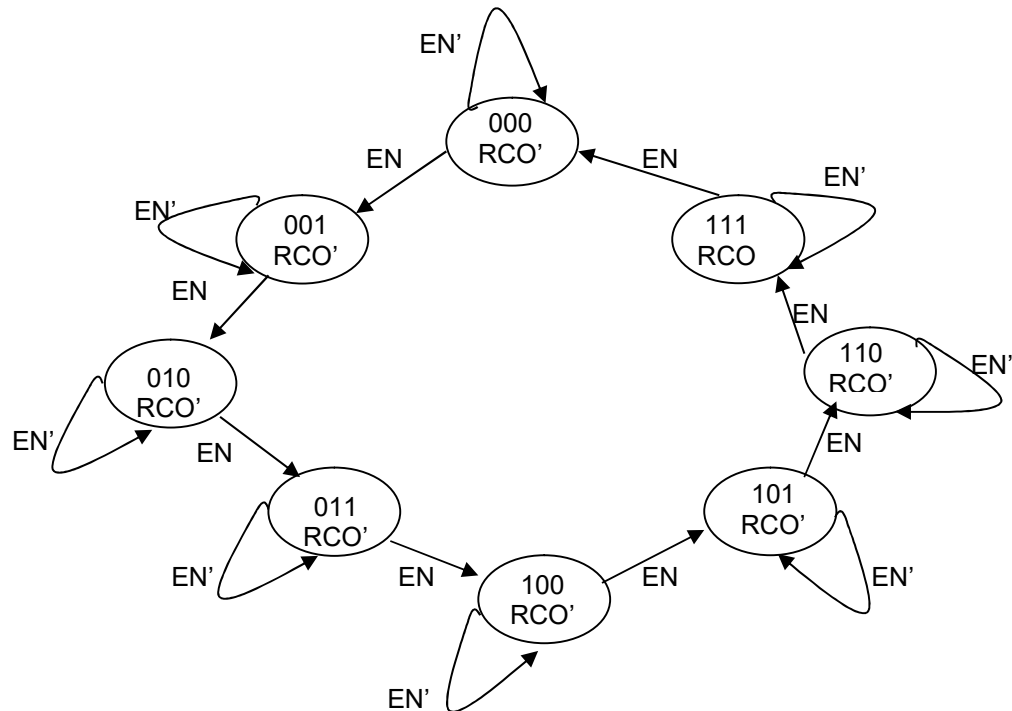 EN’
000
RCO’
EN
EN
EN’
001
RCO’
EN’
111
RCO
EN
EN
010
RCO’
110
RCO’
EN’
EN’
EN
EN
011
RCO’
101
RCO’
EN’
EN
EN
EN’
100
RCO’
EN’